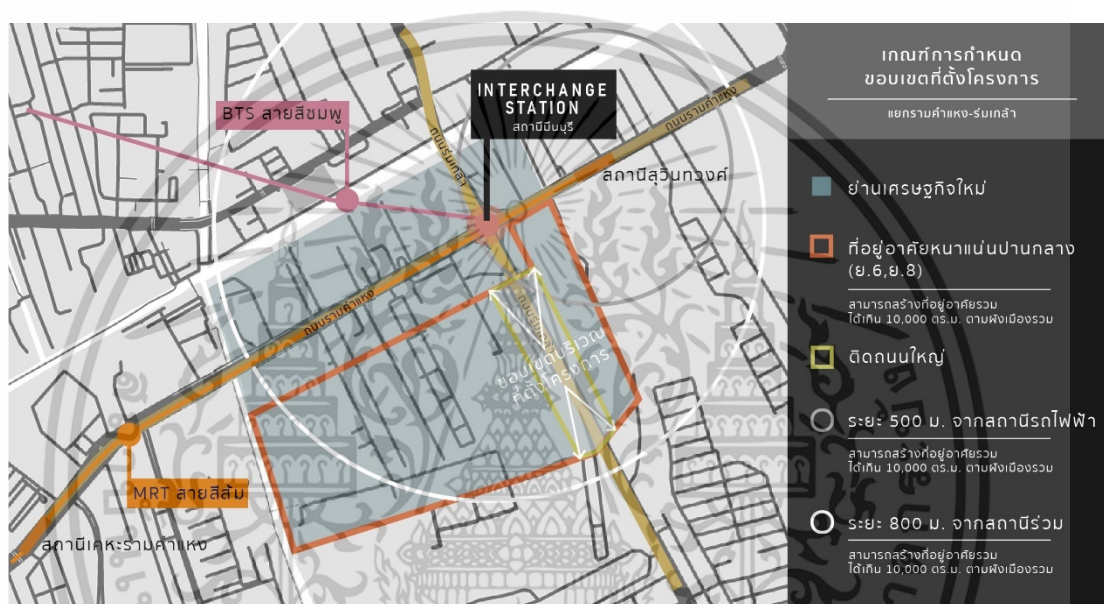 BTS สายสีชมพู
INTERCHANGE
STATION
สถานีมีนบุรี
ถนนร่มเกล้า
ถนนรามคำแหง
สถานีสุวินทวงศ์
ถนนรามคำแหง
ขอบเขตบริเวณ
ที่ตั้งโครงการ
MRT สายสีส้ม
สถานีเคหะรามคำแหง
เกณฑ์การกำหนด
ขอบเขตที่ตั้งโครงการ
แยกรามคำแหง-ร่มเกล้า
ย่านเศรษฐกิจใหม่
ที่อยู่อาศัยหนาแน่นปานกลาง
(ย.6,ย.8)
สามารถสร้างที่อยู่อาศัยรวม
ได้เกิน 10,000 ตร.ม. ตามผังเมืองรวม
ติดถนนใหญ่
ระยะ 500 ม. จากสถานีรถไฟฟ้า
สามารถสร้างที่อยู่อาศัยรวม
ได้เกิน 10,000 ตร.ม. ตามผังเมืองรวม
ระยะ 800 ม. จากสถานีร่วม
สามารถสร้างที่อยู่อาศัยรวม
ได้เกิน 10,000 ตร.ม. ตามผังเมืองรวม